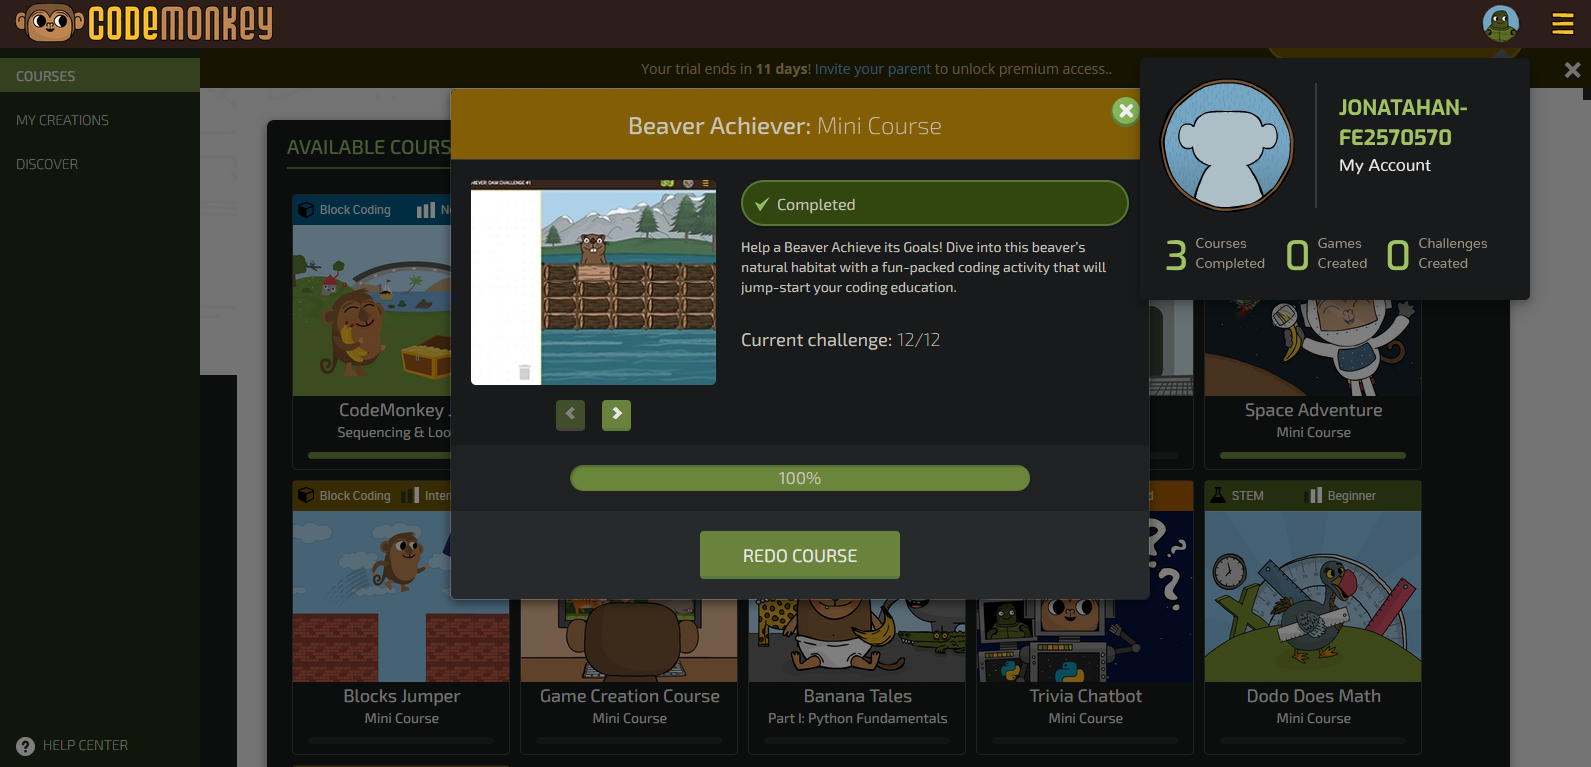 CODEMONKEY
COURSES
MY CREATIONS
DISCOVER
HELP CENTER
Your trial ends in 11 days! Invite your parent to unlock premium access..
JONATAHAN-
FE2570570
My Account
3 Courses Completed
0 Games Created
0 Challenges Created
Beaver Achiever: Mini Course
DAM CHALLENGE #1
Completed
Help a Beaver Achieve its Goals! Dive into this beaver's
natural habitat with a fun-packed coding activity that will
jump-start your coding education.
Current challenge: 12/12
100%
REDO COURSE
AVAILABLE COURS
Block Coding
CodeMonkey
Sequencing & Loo
Space Adventure
Mini Course
Block Coding Inter
Blocks Jumper
Mini Course
Game Creation Course
Mini Course
Banana Tales
Part I: Python Fundamentals
Trivia Chatbot
Mini Course
STEM Beginner
Dodo Does Math
Mini Course